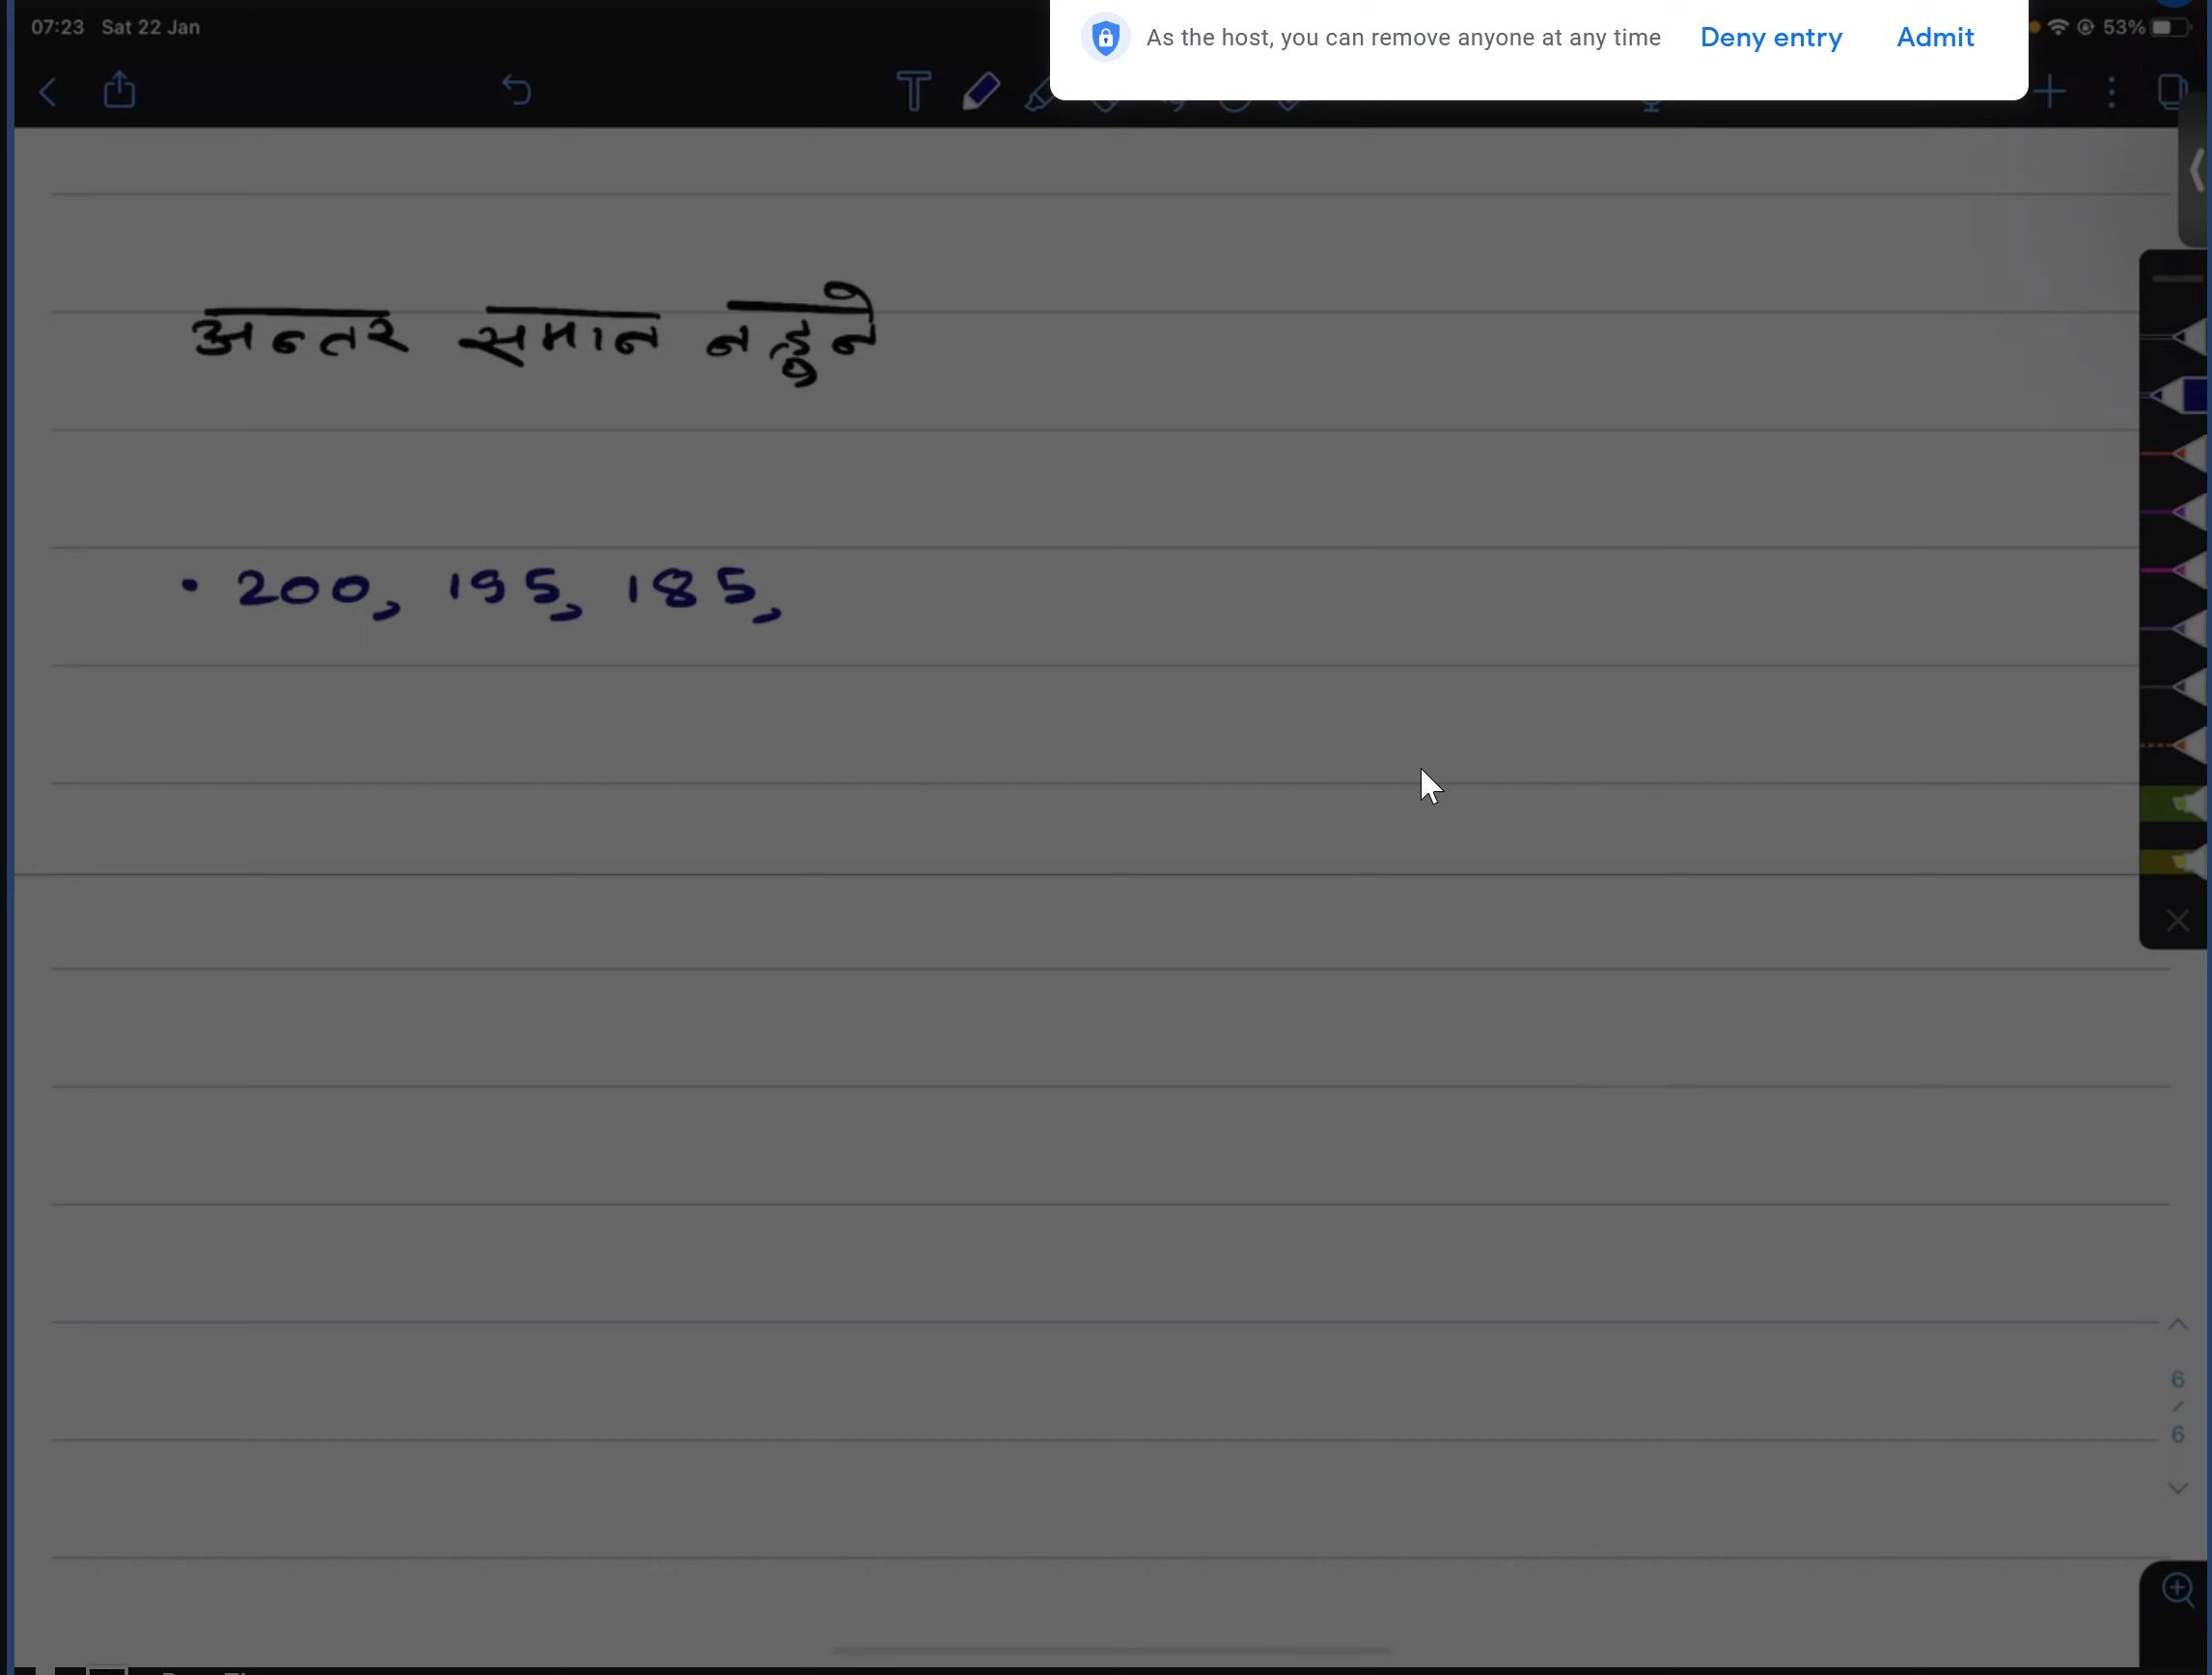 07:23 Sat 22 Jan
As the host, you can remove anyone at any time Deny entry Admit
53%
T
अन्तर समान नहुने
• 200, 195, 185,
6
/
6